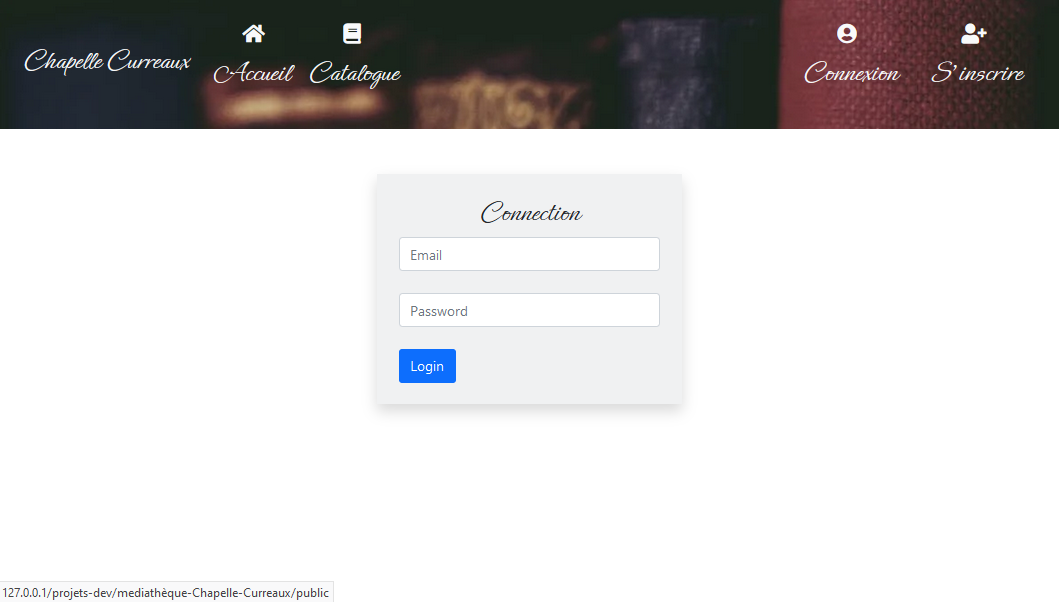 Chapelle Curreaux
Accueil
Catalogue
Connexion
S'inscrire
Connection
Email
Password
Login
127.0.0.1/projets-dev/mediathèque-Chapelle-Curreaux/public